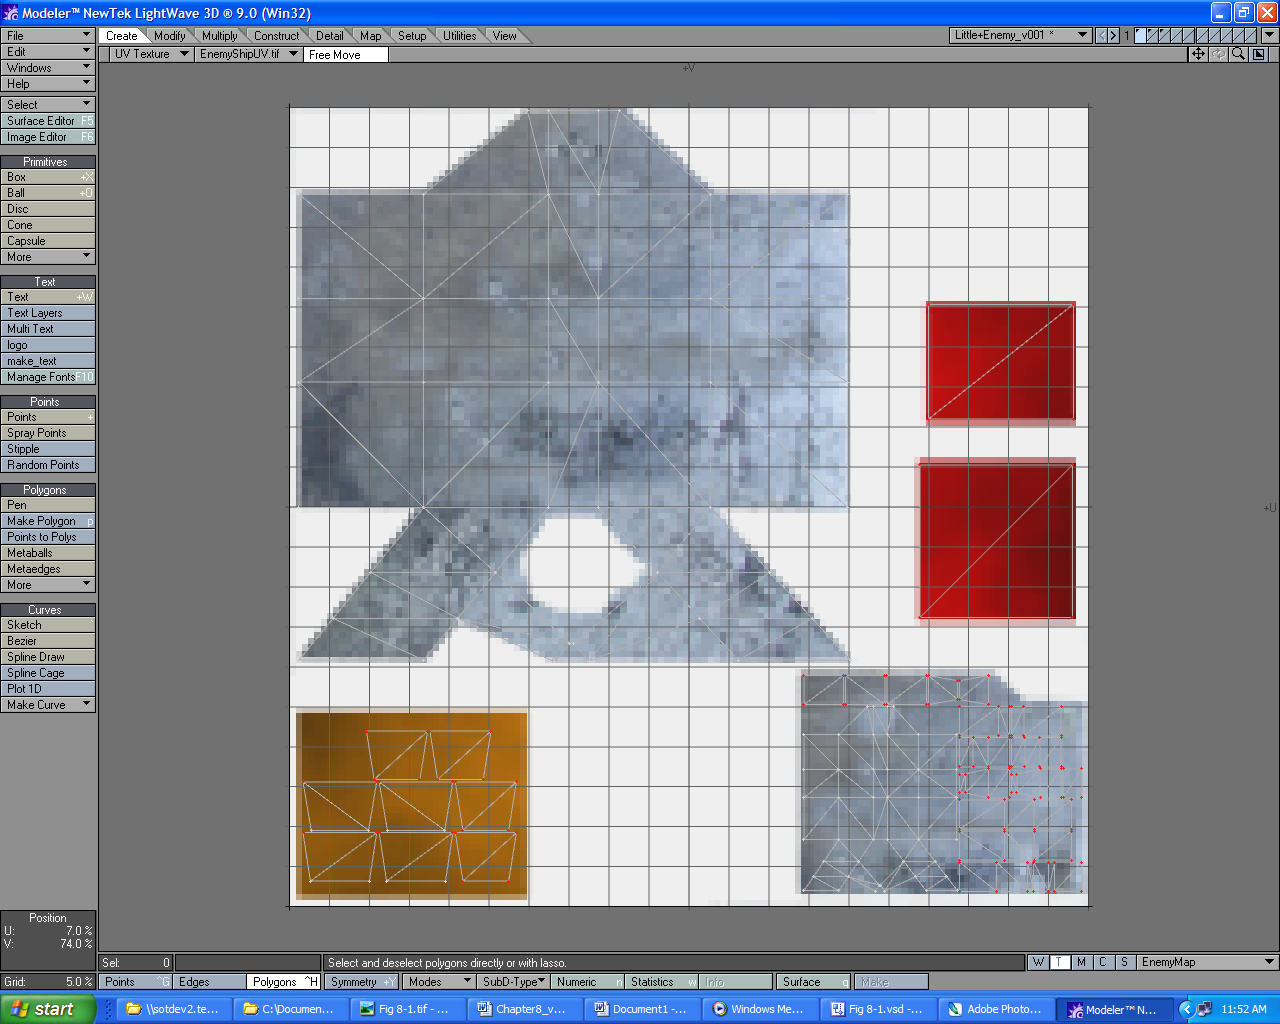 Modeler™ NewTek LightWave 3D ® 9.0 (Win32)
File
Edit
Windows
Help
Create Modify Multiply Construct Detail Map Setup Utilities View
Little+Enemy_v001 * 1
UV Texture EnemyShipUV.tif Free Move
+V
+U
Select
Surface Editor F5
Image Editor F6
Primitives
Box +X
Ball +O
Disc
Cone
Capsule
More
Text
Text +W
Text Layers
Multi Text
logo
make_text
Manage Fonts F10
Points
Points +
Spray Points
Stipple
Random Points
Polygons
Pen
Make Polygon p
Points to Polys
Metaballs
Metaedges
More
Curves
Sketch
Bezier
Spline Draw
Spline Cage
Plot 1D
Make Curve
Position
U: 7.0 %
V: 74.0 %
Grid: 5.0 %
Sel: 0
Select and deselect polygons directly or with lasso.
W T M C S EnemyMap
Points ^G Edges Polygons ^H Symmetry +Y Modes SubD-Type Numeric n Statistics w Info Surface q Make
start
\\sotdev2.te...
C:\Documen...
Fig 8-1.tif - ...
Chapter8_v...
Document1 -...
Windows Me...
Fig 8-1.vsd -...
Adobe Photo...
Modeler™ N...
11:52 AM